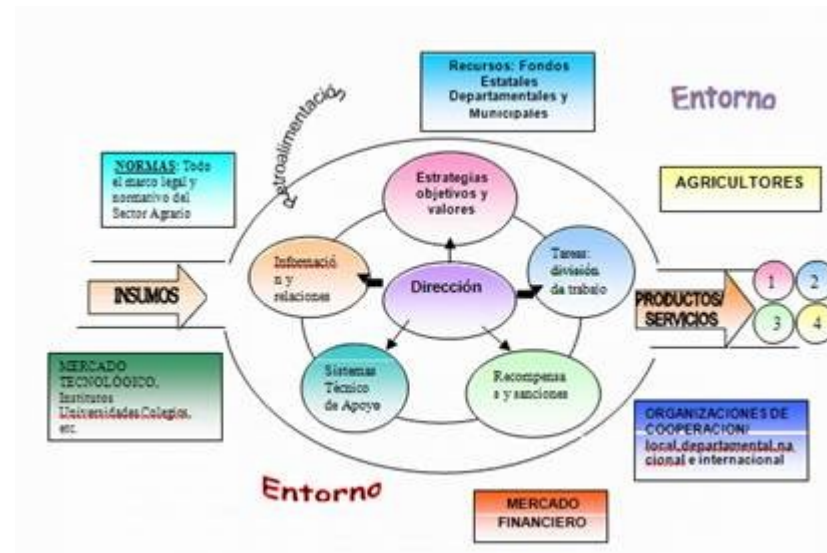 Recursos: Fondos
Estatales
Departamentales y
Municipales
Entorno
Retroalimentación
NORMAS: Todo
el marco legal y
normativo del
Sector Agrario
Estrategias
objetivos y
valores
AGRICULTORES
Informació
n y
relaciones
Dirección
Tareas:
división
de trabajo
INSUMOS
PRODUCTOS/
SERVICIOS
1
2
3
4
MERCADO
TECNOLÓGICO,
Institutos
Universidades Colegios,
etc.
Sistemas
Técnico
de Apoyo
Recompensa
s y sanciones
ORGANIZACIONES DE
COOPERACION/
local,departamental,na
cional e internacional
Entorno
MERCADO
FINANCIERO